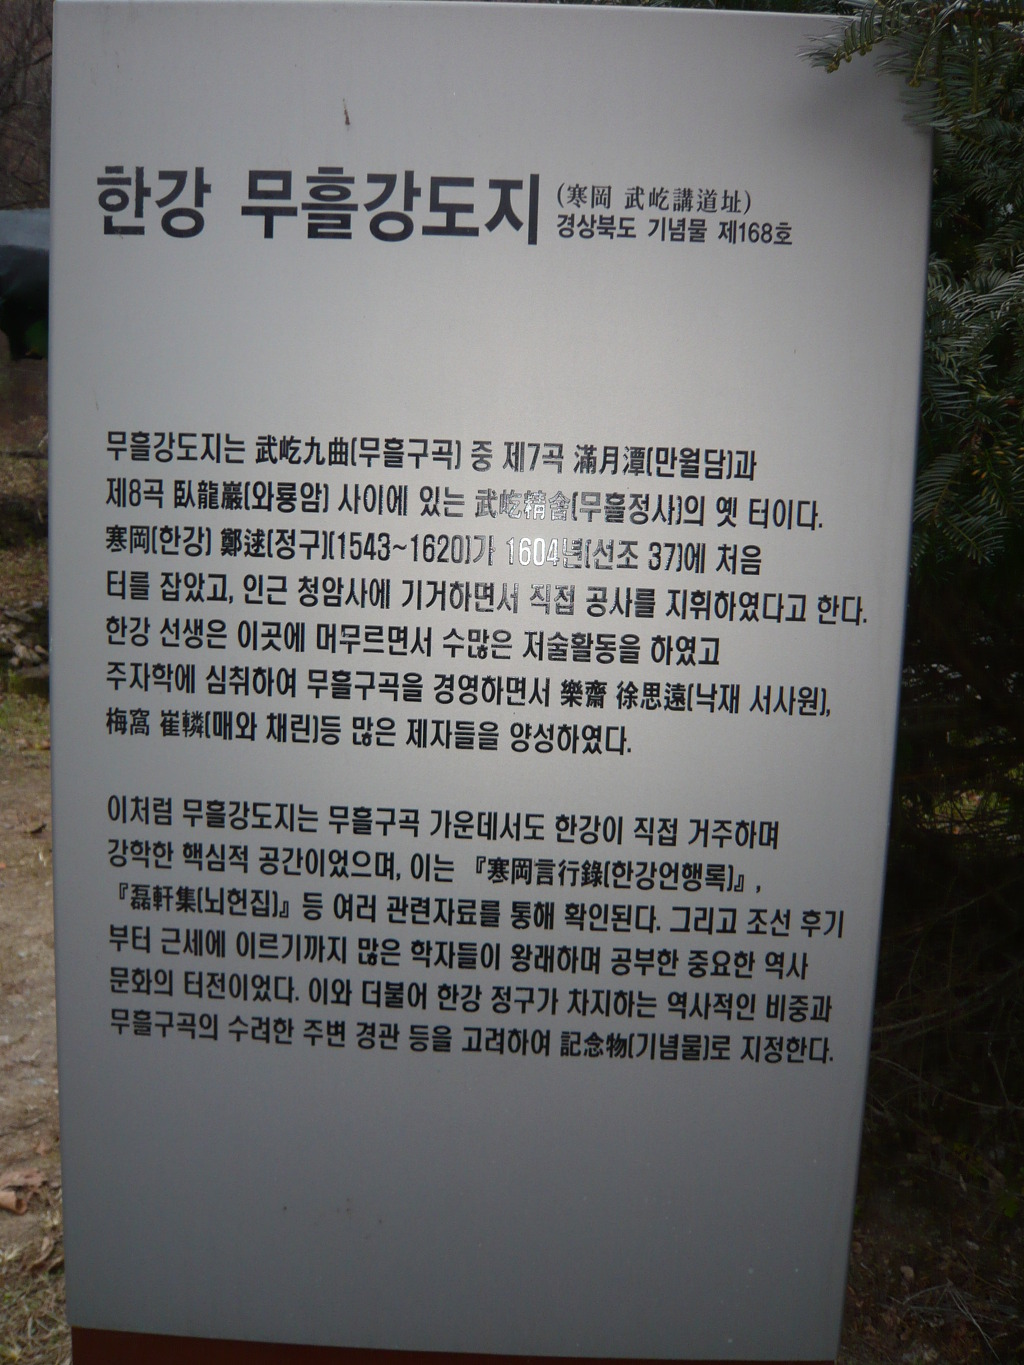 한강 무흘강도지 (寒岡 武屹講道址)
경상북도 기념물 제168호
무흘강도지는 武屹九曲(무흘구곡) 중 제7곡 滿月潭(만월담)과
제8곡 臥龍巖(와룡암) 사이에 있는 武屹精舍(무흘정사)의 옛 터이다.
寒岡(한강) 鄭逑(정구)(1543~1620)가 1604년(선조 37)에 처음
터를 잡았고, 인근 청암사에 기거하면서 직접 공사를 지휘하였다고 한다.
한강 선생은 이곳에 머무르면서 수많은 저술활동을 하였고
주자학에 심취하여 무흘구곡을 경영하면서 樂齋 徐思遠(낙재 서사원),
梅窩 崔轔(매와 채린)등 많은 제자들을 양성하였다.
이처럼 무흘강도지는 무흘구곡 가운데서도 한강이 직접 거주하며
강학한 핵심적 공간이었으며, 이는 『寒岡言行錄(한강언행록)』,
『磊軒集(뇌헌집)』 등 여러 관련자료를 통해 확인된다. 그리고 조선 후기
부터 근세에 이르기까지 많은 학자들이 왕래하며 공부한 중요한 역사
문화의 터전이었다. 이와 더불어 한강 정구가 차지하는 역사적인 비중과
무흘구곡의 수려한 주변 경관 등을 고려하여 記念物(기념물)로 지정한다.